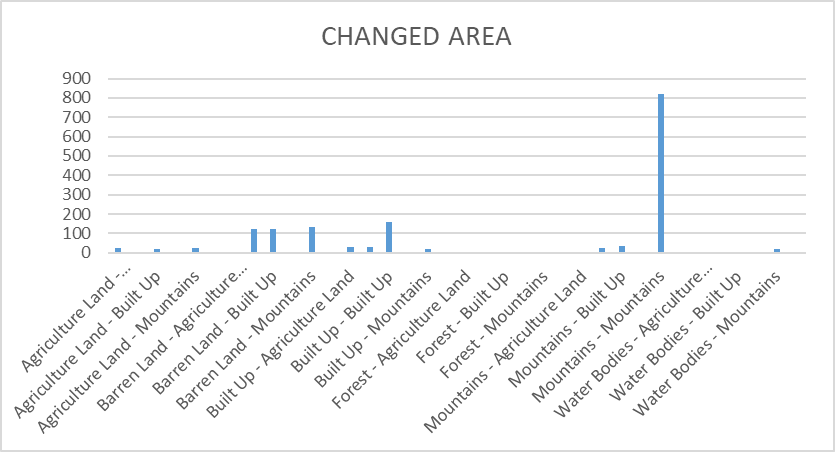 CHANGED AREA
900
800
700
600
500
400
300
200
100
0
Agriculture Land -...
Agriculture Land - Built Up
Agriculture Land - Mountains
Barren Land - Agriculture...
Barren Land - Built Up
Barren Land - Mountains
Built Up - Agriculture Land
Built Up - Built Up
Built Up - Mountains
Forest - Agriculture Land
Forest - Built Up
Forest - Mountains
Mountains - Agriculture Land
Mountains - Built Up
Mountains - Mountains
Water Bodies - Agriculture...
Water Bodies - Built Up
Water Bodies - Mountains